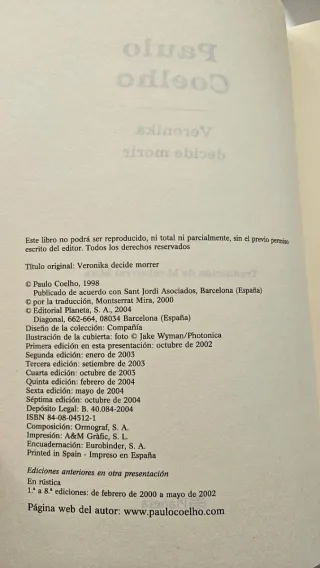 Paulo
Coelho
Veronika
decide morir
Este libro no podrá ser reproducido, ni total ni parcialmente, sin el previo permiso
escrito del editor. Todos los derechos reservados
Título original: Veronika decide morrer
© Paulo Coelho, 1998
Publicado de acuerdo con Sant Jordi Asociados, Barcelona (España)
© por la traducción, Montserrat Mira, 2000
© Editorial Planeta, S. A., 2004
Diagonal, 662-664, 08034 Barcelona (España)
Diseño de la colección: Compañía
Ilustración de la cubierta: foto © Jake Wyman/Photonica
Primera edición en esta presentación: octubre de 2002
Segunda edición: enero de 2003
Tercera edición: setiembre de 2003
Cuarta edición: octubre de 2003
Quinta edición: febrero de 2004
Sexta edición: mayo de 2004
Séptima edición: octubre de 2004
Depósito Legal: B. 40.084-2004
ISBN 84-08-04512-1
Composición: Ormograf, S. A.
Impresión: A&M Gràfic, S. L.
Encuadernación: Eurobinder, S. A.
Printed in Spain - Impreso en España
Ediciones anteriores en otra presentación
En rústica
1.ª a 8.ª ediciones: de febrero de 2000 a mayo de 2002
Página web del autor: www.paulocoelho.com